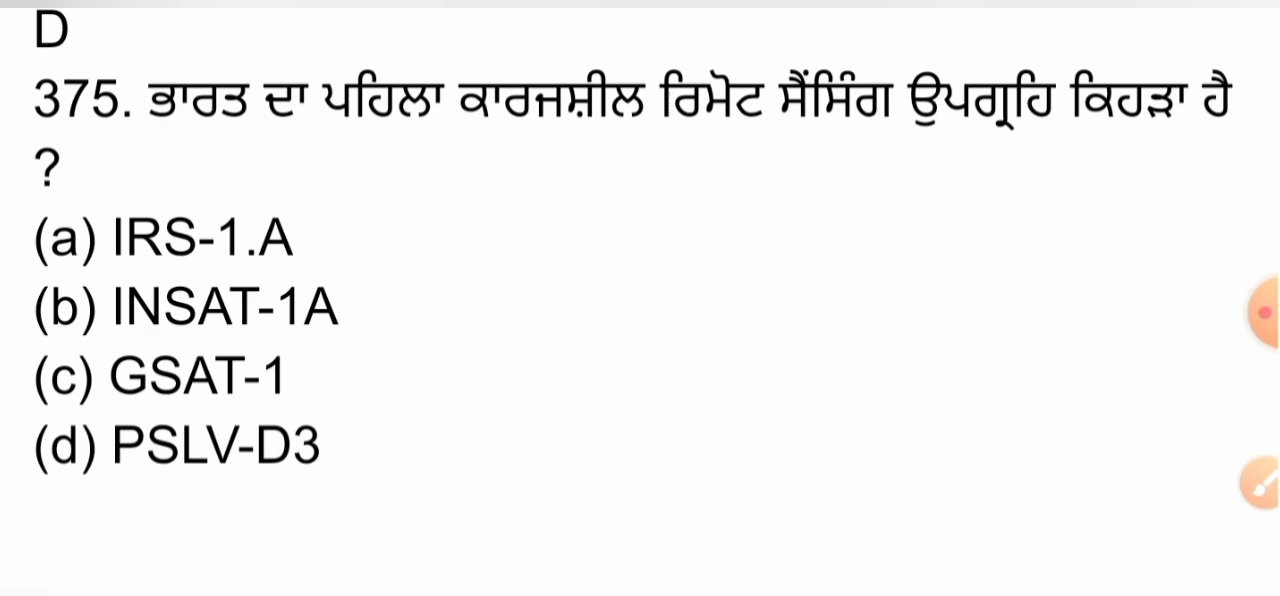 D
375. ਭਾਰਤ ਦਾ ਪਹਿਲਾ ਕਾਰਜਸ਼ੀਲ ਰਿਮੋਟ ਸੈਂਸਿੰਗ ਉਪਗ੍ਰਹਿ ਕਿਹੜਾ ਹੈ
?
(a) IRS-1.A
(b) INSAT-1A
(c) GSAT-1
(d) PSLV-D3